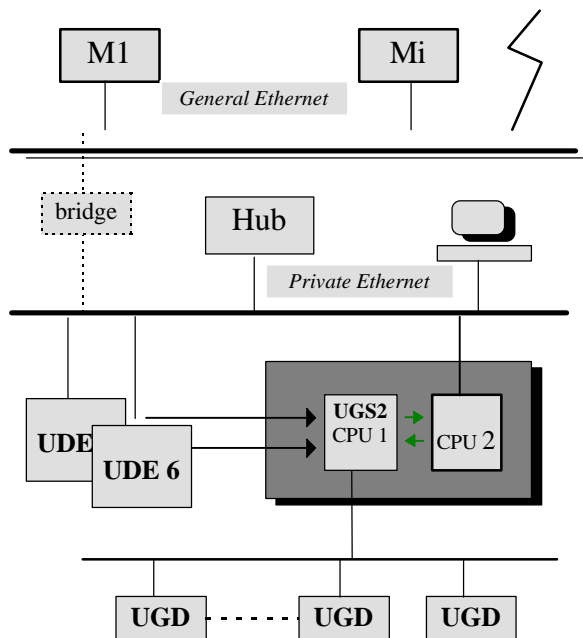 M1
Mi
General Ethernet
bridge
Hub
Private Ethernet
UDE
UDE 6
UGS2
CPU 1
CPU 2
UGD
UGD
UGD